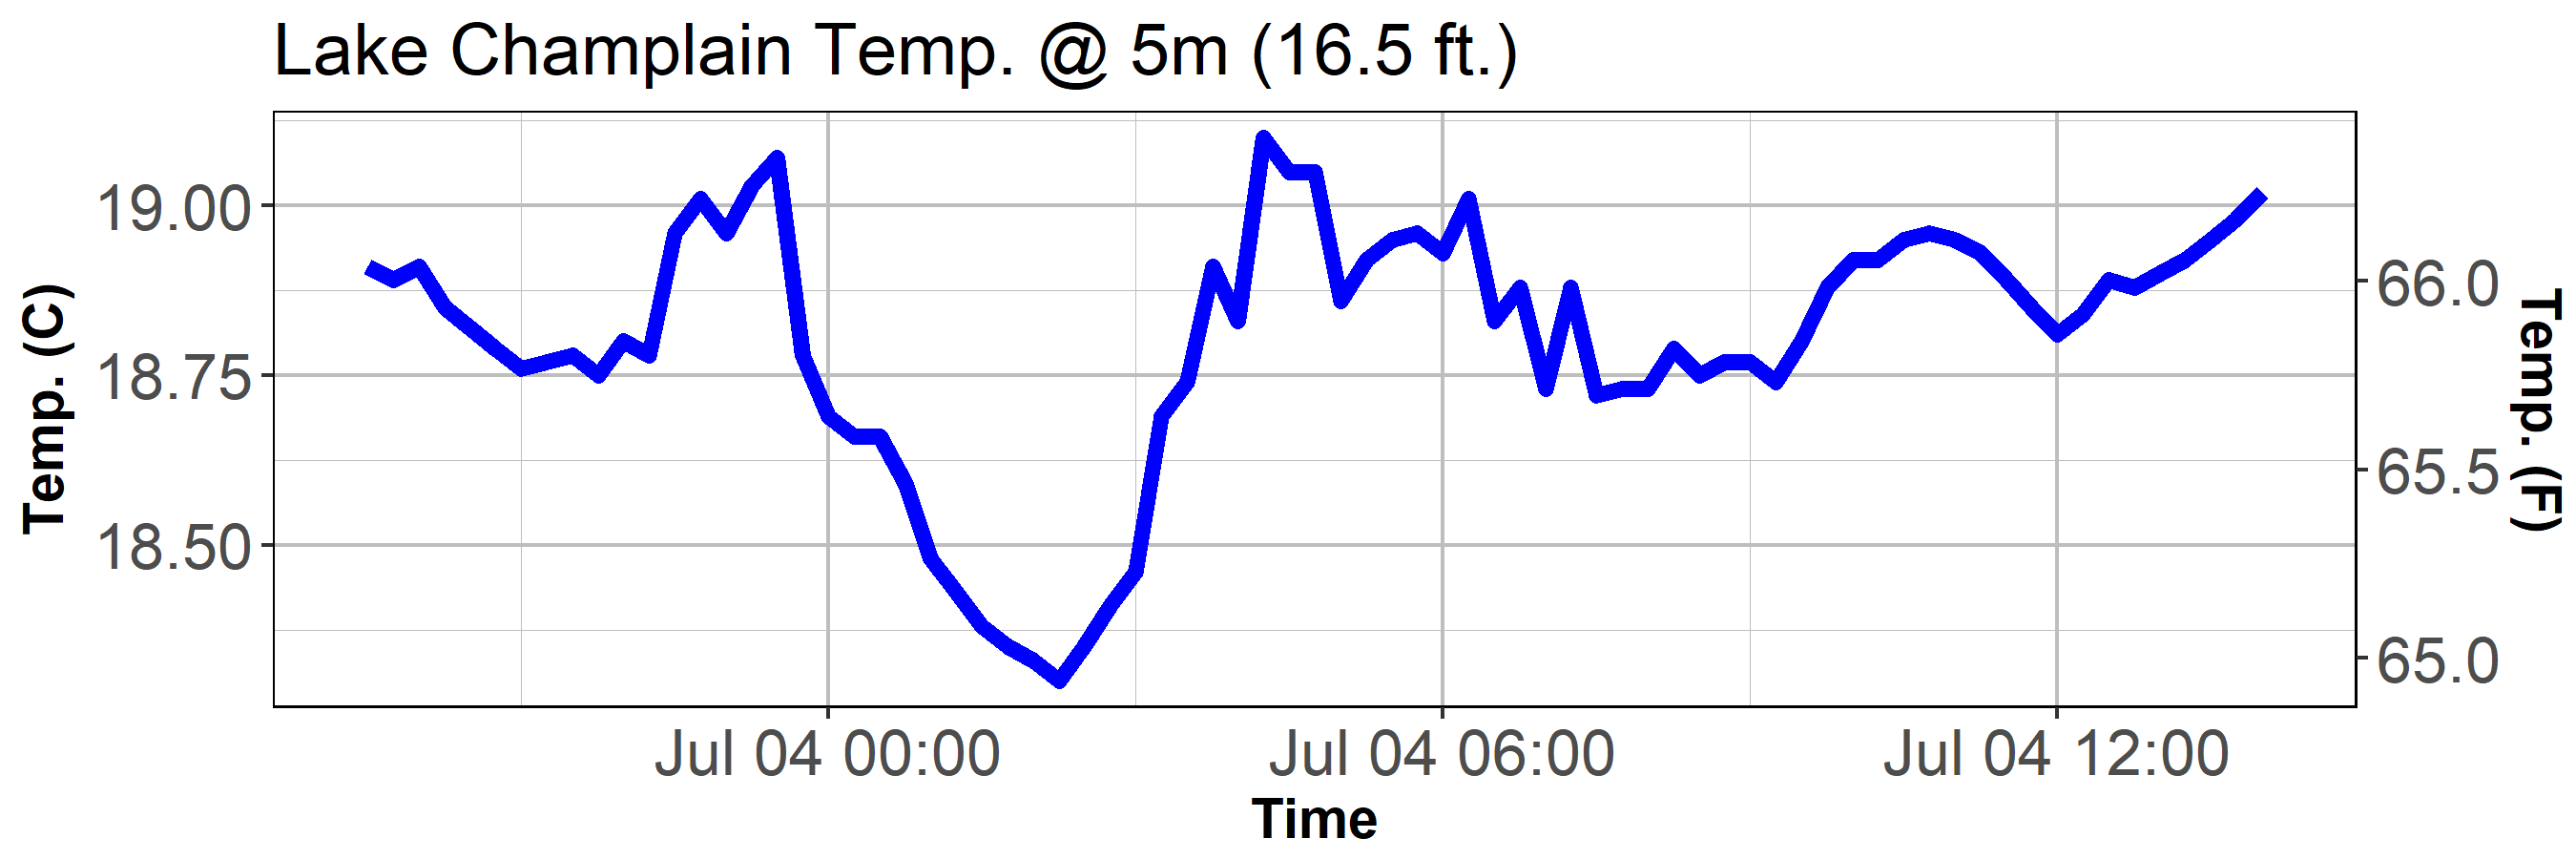 Lake Champlain Temp. @ 5m (16.5 ft.)
Temp. (C)
19.00
18.75
18.50
66.0
65.5
65.0
Temp. (F)
Jul 04 00:00
Jul 04 06:00
Jul 04 12:00
Time